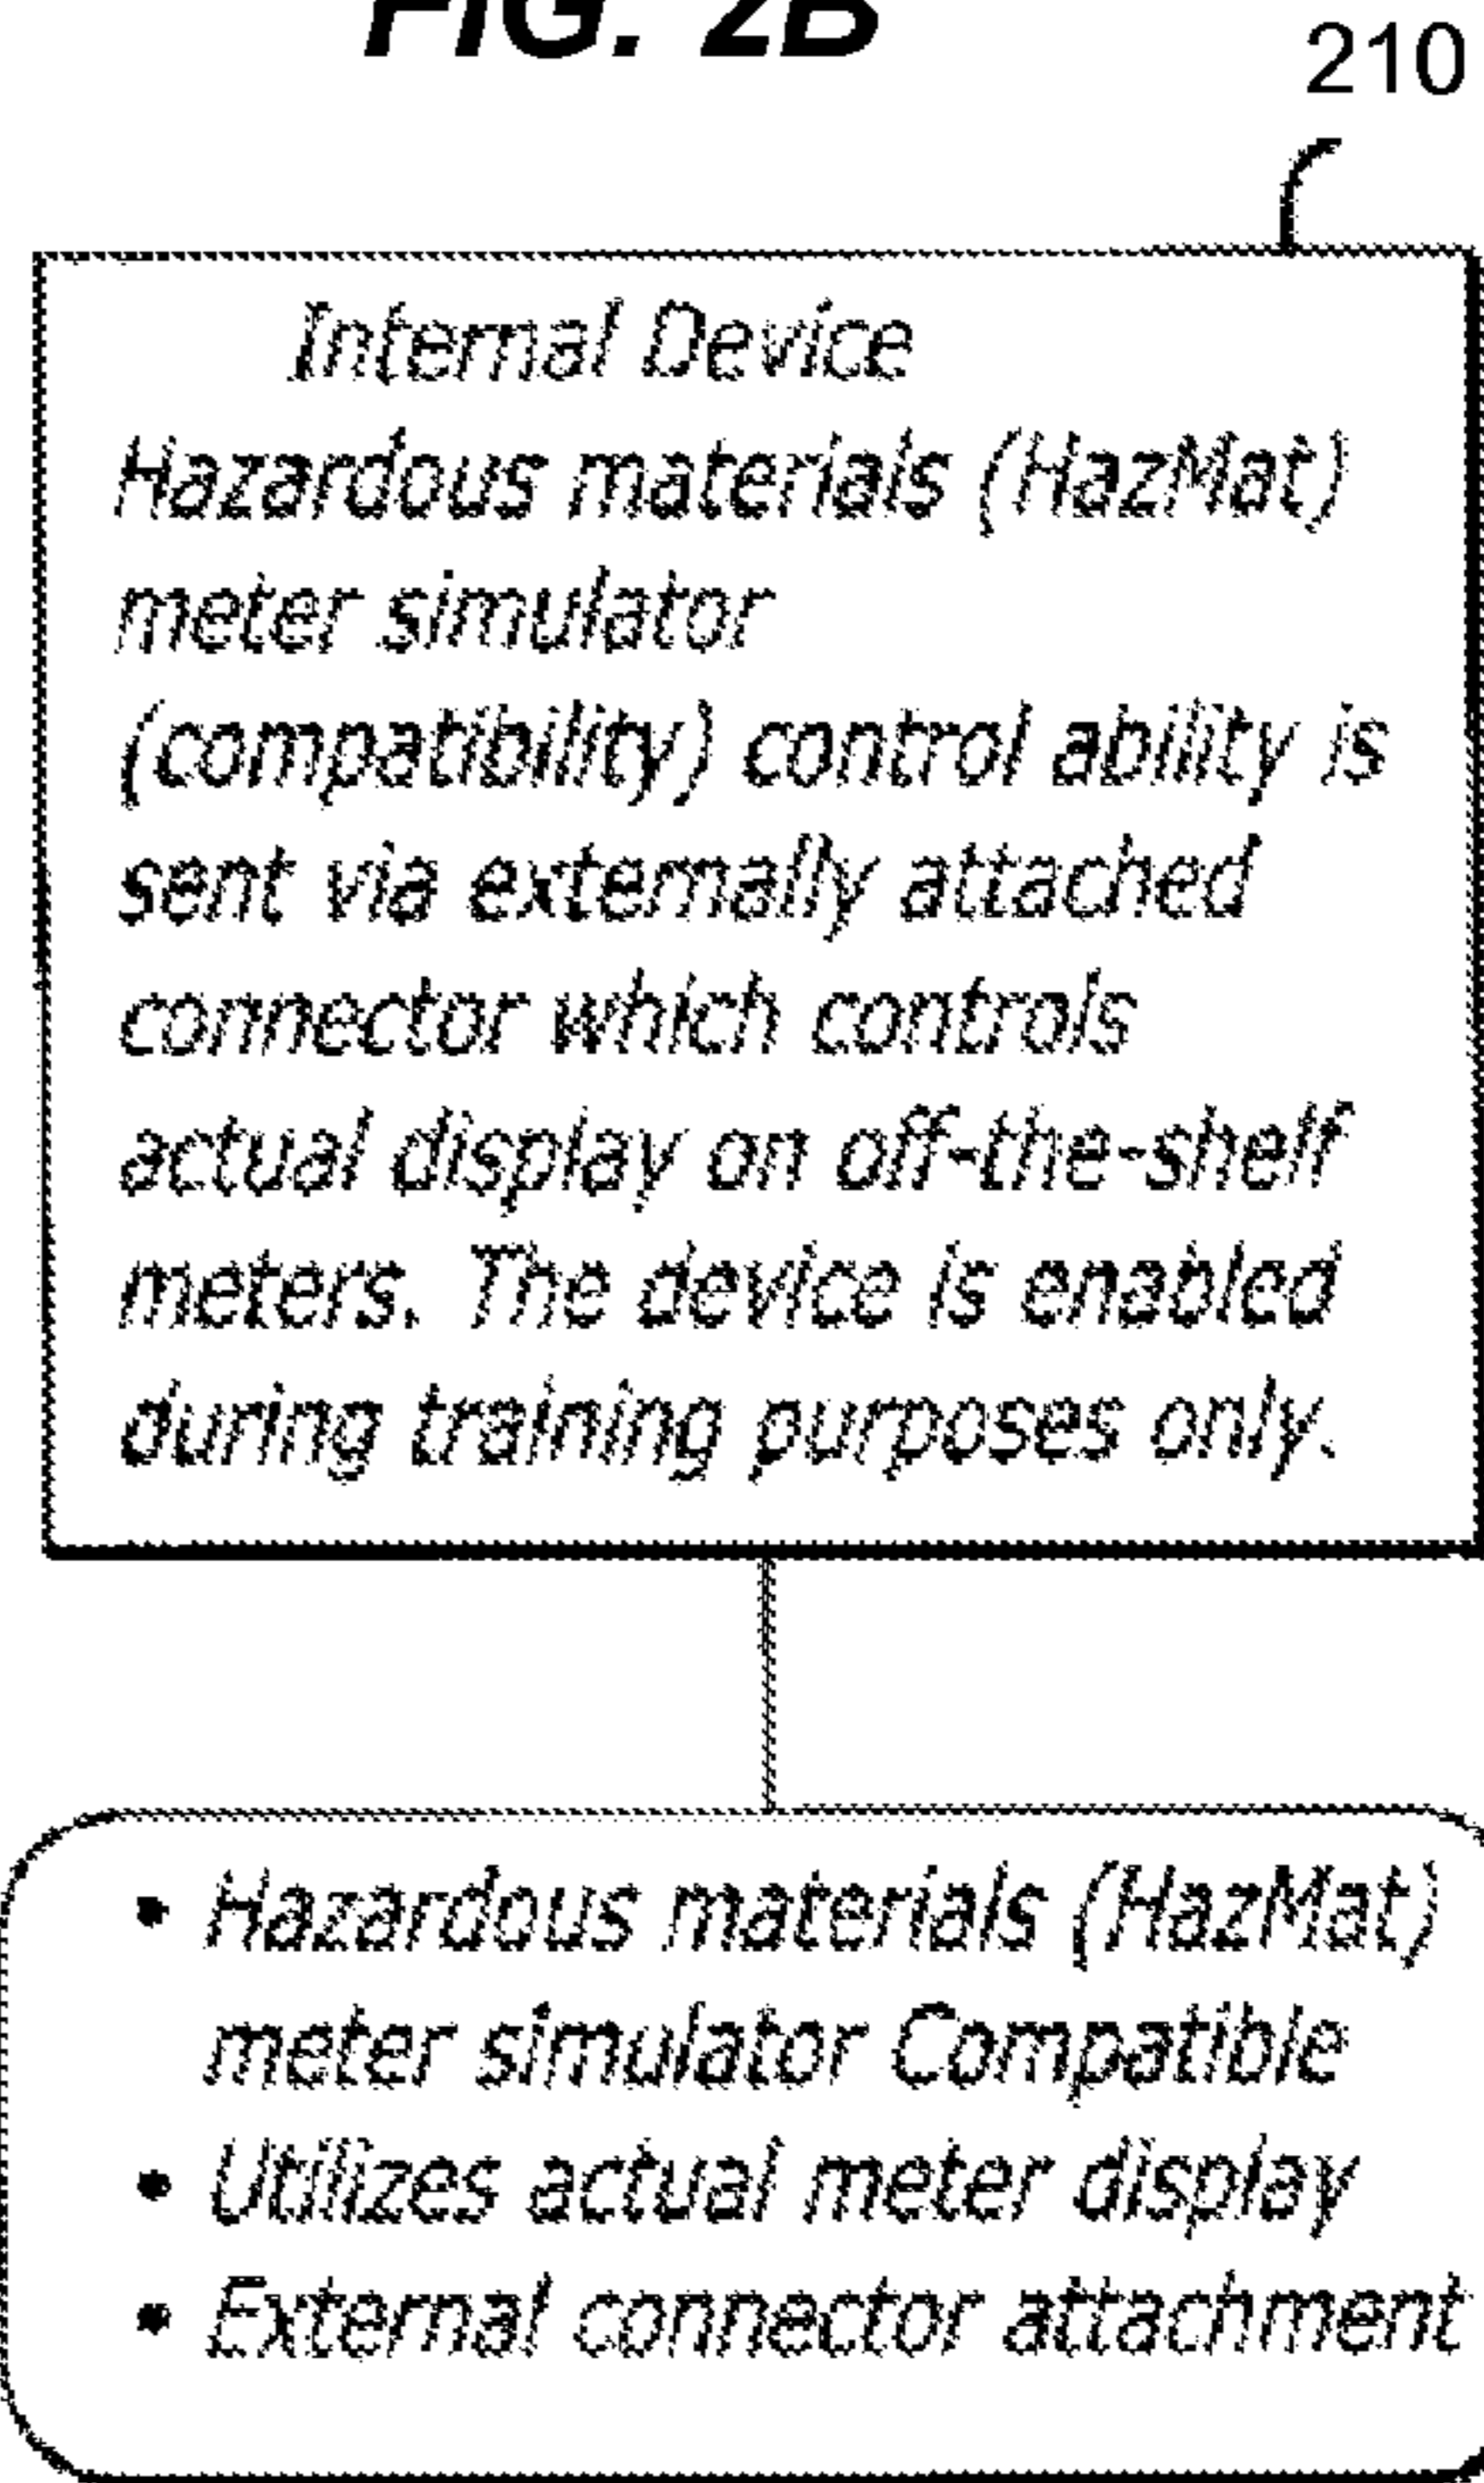 FIG. 2B
210
Internal Device
Hazardous materials (HazMat)
meter simulator
(compatibility) control ability is
sent via externally attached
connector which controls
actual display on off-the-shelf
meters. The device is enabled
during training purposes only.
• Hazardous materials (HazMat)
meter simulator Compatible
• Utilizes actual meter display
• External connector attachment